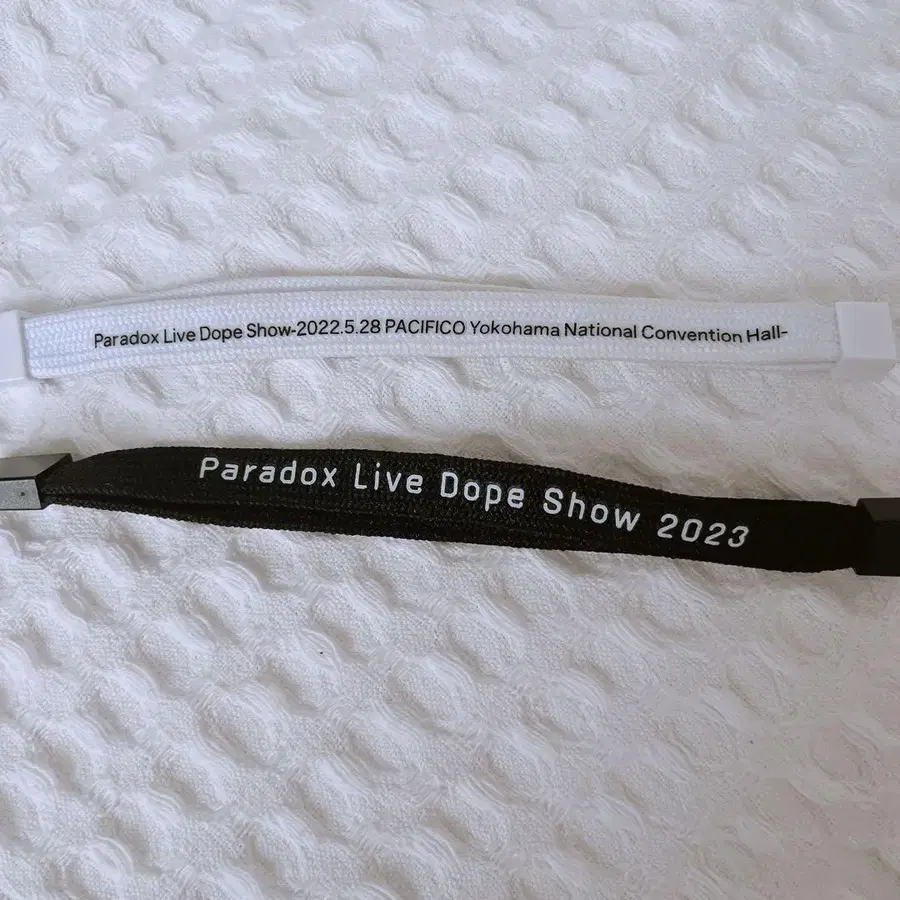 Paradox Live Dope Show-2022.5.28 PACIFICO Yokohama National Convention Hall-
Paradox Live Dope Show 2023